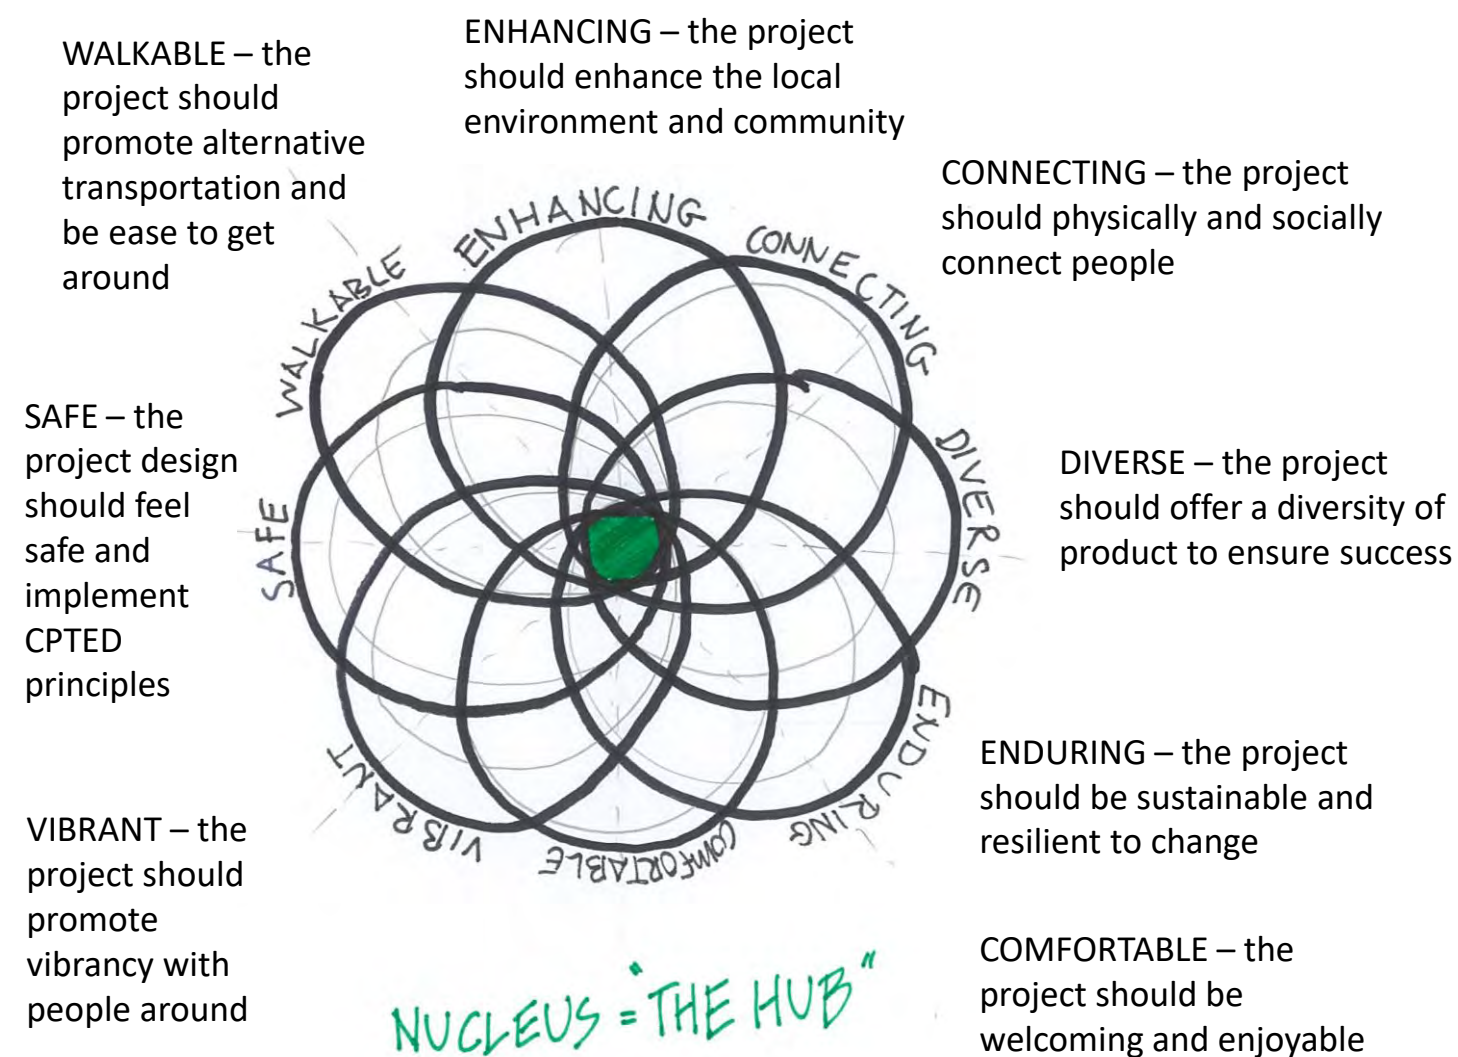 WALKABLE – the
project should
promote alternative
transportation and
be ease to get
around
ENHANCING – the project
should enhance the local
environment and community
CONNECTING – the project
should physically and socially
connect people
SAFE – the
project design
should feel
safe and
implement
CPTED
principles
DIVERSE – the project
should offer a diversity of
product to ensure success
VIBRANT – the
project should
promote
vibrancy with
people around
ENDURING – the project
should be sustainable and
resilient to change
COMFORTABLE – the
project should be
welcoming and enjoyable
WALKABLE
ENHANCING
CONNECTING
DIVERSE
ENDURING
COMFORTABLE
VIBRANT
SAFE
NUCLEUS = "THE HUB"